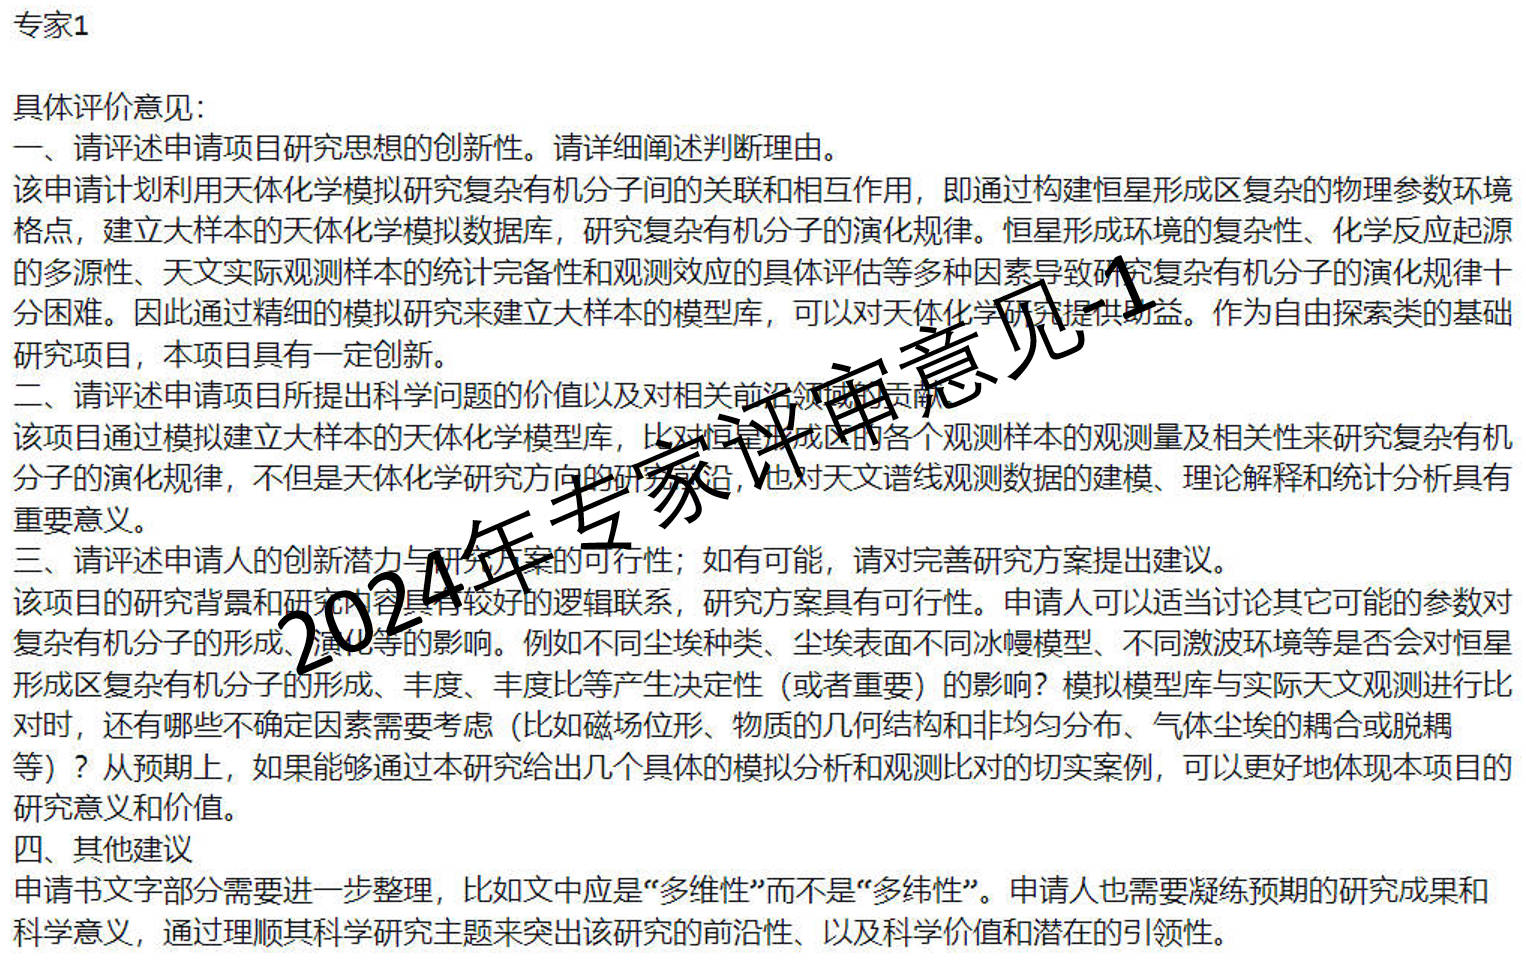 专家1
具体评价意见：
一、请评述申请项目研究思想的创新性。请详细阐述判断理由。
该申请计划利用天体化学模拟研究复杂有机分子间的关联和相互作用，即通过构建恒星形成区复杂的物理参数环境
格点，建立大样本的天体化学模拟数据库，研究复杂有机分子的演化规律。恒星形成环境的复杂性、化学反应起源
的多源性、天文实际观测样本的统计完备性和观测效应的具体评估等多种因素导致研究复杂有机分子的演化规律十
分困难。因此通过精细的模拟研究来建立大样本的模型库，可以对天体化学研究提供助益。作为自由探索类的基础
研究项目，本项目具有一定创新。
二、请评述申请项目所提出科学问题的价值以及对相关前沿领域的贡献
该项目通过模拟建立大样本的天体化学模型库，比对恒星形成区的各个观测样本的观测量及相关性来研究复杂有机
分子的演化规律，不但是天体化学研究方向的研究前沿，也对天文谱线观测数据的建模、理论解释和统计分析具有
重要意义。
三、请评述申请人的创新潜力与研究方案的可行性；如有可能，请对完善研究方案提出建议。
该项目的研究背景和研究内容具有较好的逻辑联系，研究方案具有可行性。申请人可以适当讨论其它可能的参数对
复杂有机分子的形成、演化等的影响。例如不同尘埃种类、尘埃表面不同冰幔模型、不同激波环境等是否会对恒星
形成区复杂有机分子的形成、丰度、丰度比等产生决定性（或者重要）的影响？模拟模型库与实际天文观测进行比
对时，还有哪些不确定因素需要考虑（比如磁场位形、物质的几何结构和非均匀分布、气体尘埃的耦合或脱耦
等）？从预期上，如果能够通过本研究给出几个具体的模拟分析和观测比对的切实案例，可以更好地体现本项目的
研究意义和价值。
四、其他建议
申请书文字部分需要进一步整理，比如文中应是“多维性”而不是“多纬性”。申请人也需要凝练预期的研究成果和
科学意义，通过理顺其科学研究主题来突出该研究的前沿性、以及科学价值和潜在的引领性。
2024年专家评审意见-1